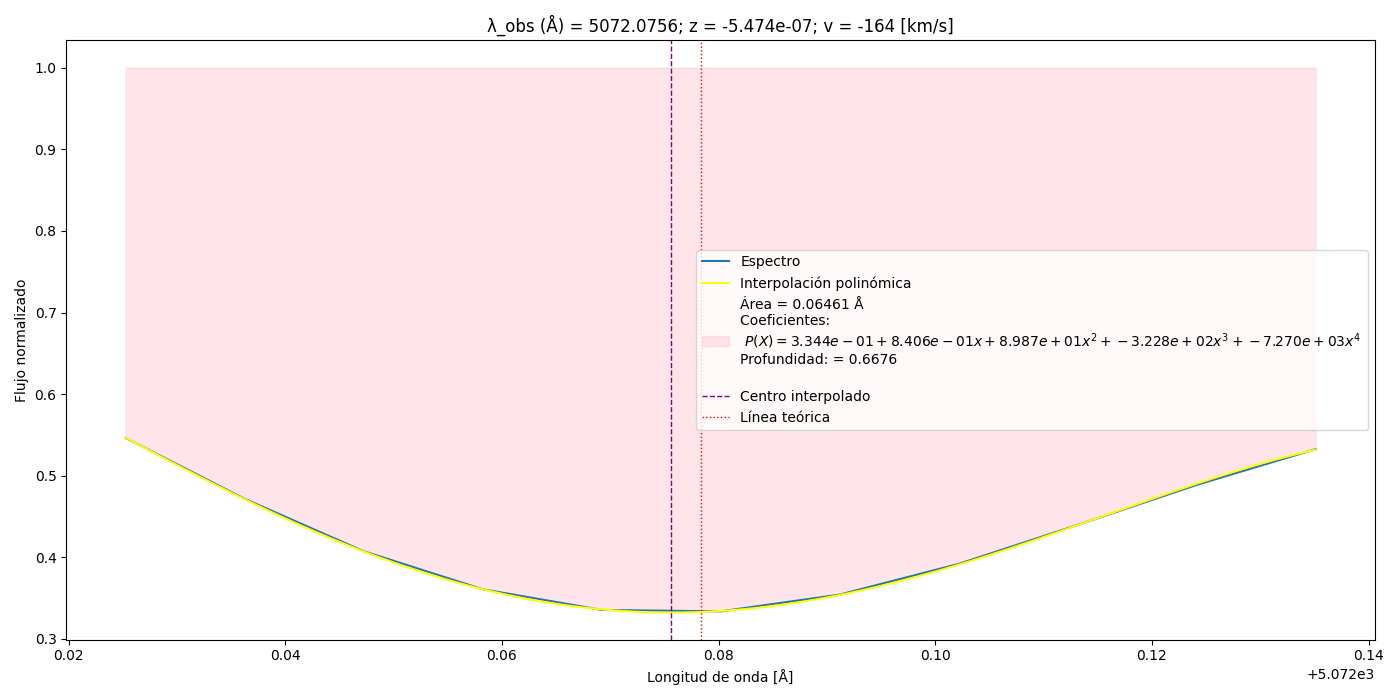 λ_obs (Å) = 5072.0756; z = -5.474e-07; v = -164 [km/s]
1.0
0.9
0.8
0.7
0.6
0.5
0.4
0.3
Flujo normalizado
Espectro
Interpolación polinómica
Área = 0.06461 Å
Coeficientes:
P(X) = 3.344e − 01 + 8.406e − 01x + 8.987e + 01x² + −3.228e + 02x³ + −7.270e + 03x⁴
Profundidad: = 0.6676
Centro interpolado
Línea teórica
0.02 0.04 0.06 0.08 0.10 0.12 0.14
Longitud de onda [Å]
+5.072e3